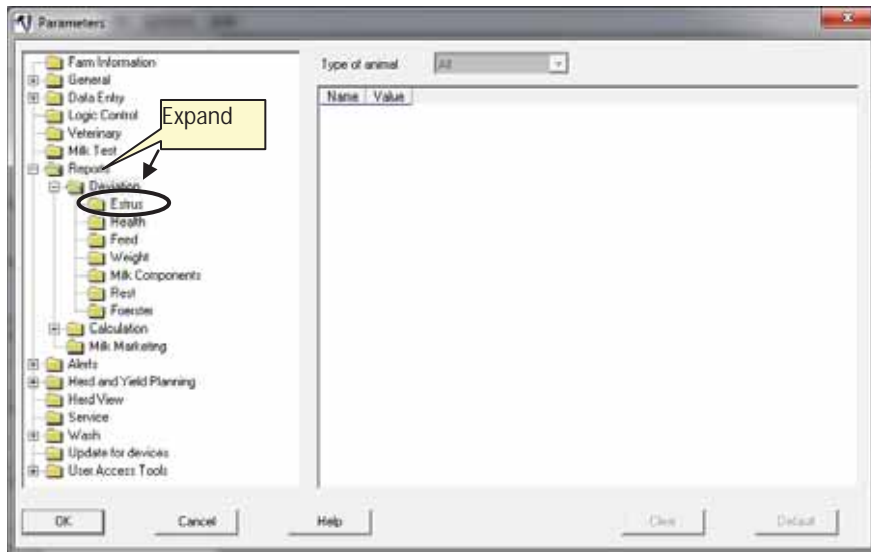 Parameters
Farm Information
Type of animal
All
General
Data Entry
Name Value
Logic Control
Expand
Veterinary
Milk Test
Reports
Deviation
Estrus
Health
Feed
Weight
Milk Components
Rest
Foerster
Calculation
Milk Marketing
Alerts
Herd and Yield Planning
Herd View
Service
Wash
Update for devices
User Access Tools
OK
Cancel
Help
Clear
Default